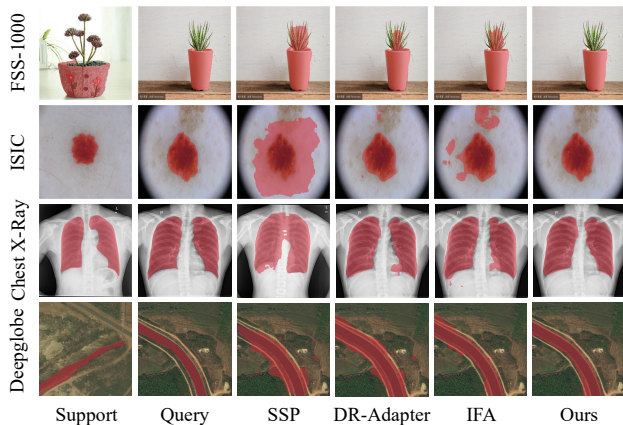 FSS-1000
ISIC
Chest X-Ray
Deepglobe
Support
Query
SSP
DR-Adapter
IFA
Ours